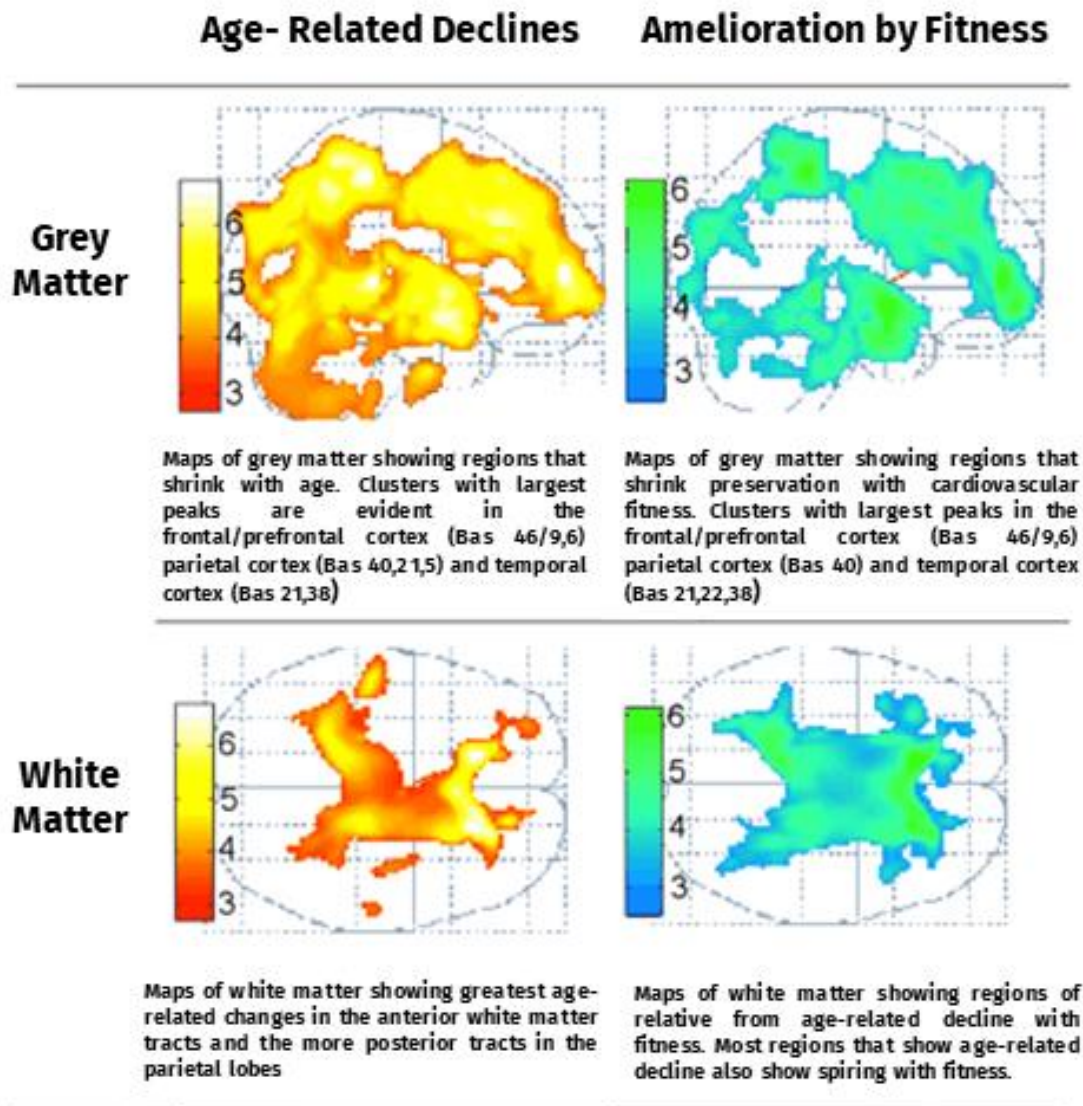 Age- Related Declines
Amelioration by Fitness
Grey
Matter
6
5
4
3
6
5
4
3
Maps of grey matter showing regions that
shrink with age. Clusters with largest
peaks are evident in the
frontal/prefrontal cortex (Bas 46/9,6)
parietal cortex (Bas 40,21,5) and temporal
cortex (Bas 21,38)
Maps of grey matter showing regions that
shrink preservation with cardiovascular
fitness. Clusters with largest peaks in the
frontal/prefrontal cortex (Bas 46/9,6)
parietal cortex (Bas 40) and temporal cortex
(Bas 21,22,38)
White
Matter
6
5
4
3
6
5
4
3
Maps of white matter showing greatest age-
related changes in the anterior white matter
tracts and the more posterior tracts in the
parietal lobes
Maps of white matter showing regions of
relative from age-related decline with
fitness. Most regions that show age-related
decline also show spiring with fitness.